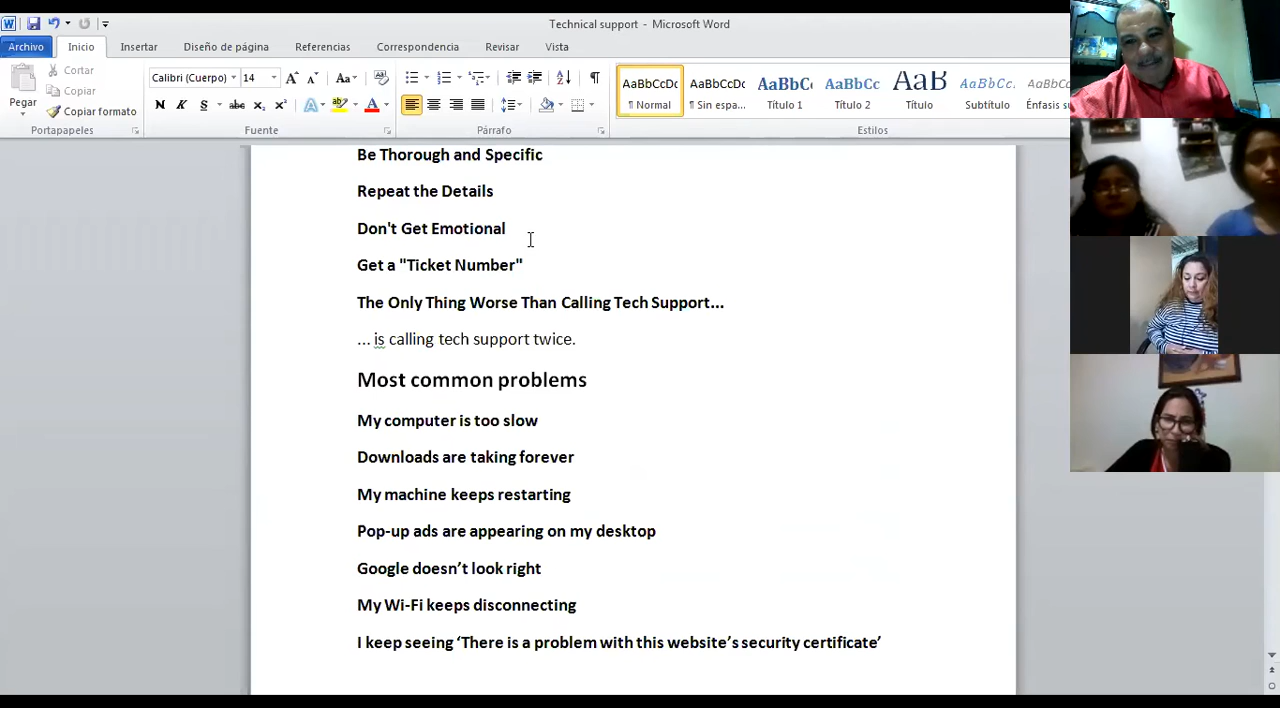 Technical support - Microsoft Word
Archivo Inicio Insertar Diseño de página Referencias Correspondencia Revisar Vista
Pegar
Cortar
Copiar
Copiar formato
Portapapeles
Calibri (Cuerpo) 14
N K S abc x₂ x²
Fuente
Párrafo
AaBbCcDc AaBbCcDc AaBbC AaBbCc AaB AaBbCc. AaBbCc
¶ Normal ¶ Sin espa... Título 1 Título 2 Título Subtítulo Énfasis su
Estilos
Be Thorough and Specific
Repeat the Details
Don't Get Emotional
Get a "Ticket Number"
The Only Thing Worse Than Calling Tech Support...
... is calling tech support twice.
Most common problems
My computer is too slow
Downloads are taking forever
My machine keeps restarting
Pop-up ads are appearing on my desktop
Google doesn’t look right
My Wi-Fi keeps disconnecting
I keep seeing ‘There is a problem with this website’s security certificate’